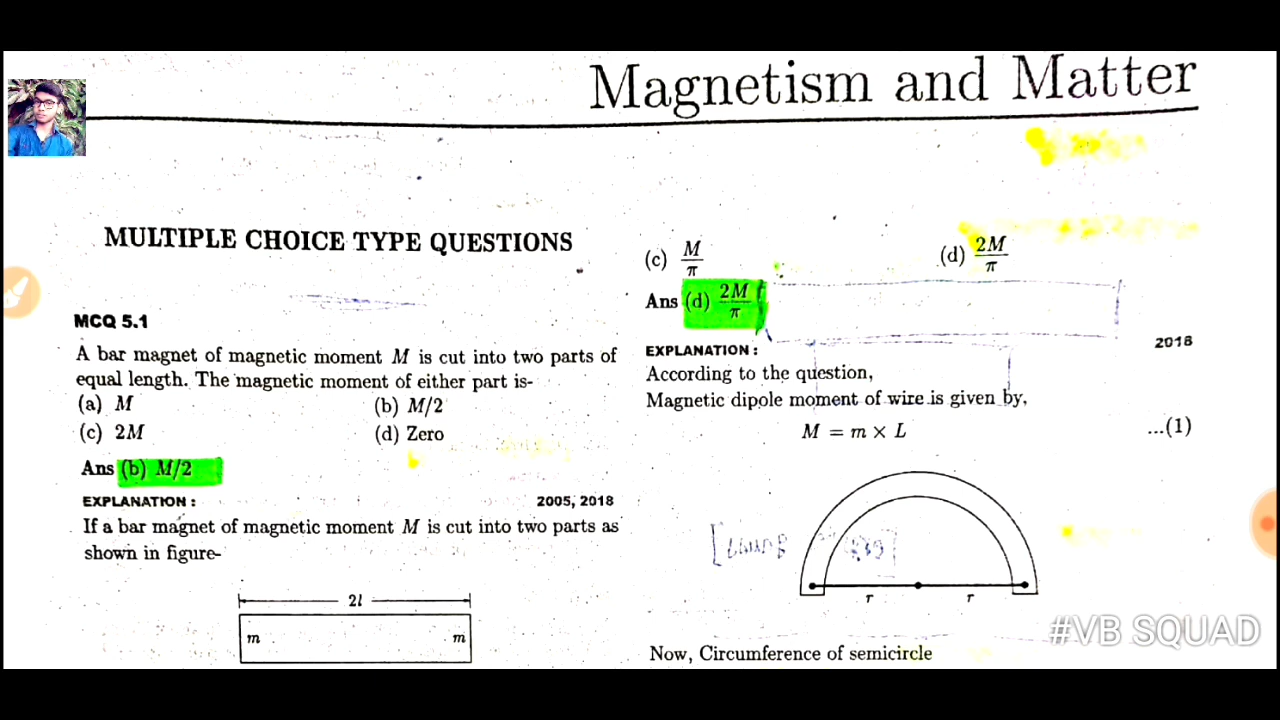 Magnetism and Matter
MULTIPLE CHOICE TYPE QUESTIONS
MCQ 5.1
A bar magnet of magnetic moment M is cut into two parts of
equal length. The magnetic moment of either part is-
(a) M (b) M/2
(c) 2M (d) Zero
Ans (b) M/2
EXPLANATION : 2005, 2018
If a bar magnet of magnetic moment M is cut into two parts as
shown in figure-
2l
m m
(c) M/π (d) 2M/π
Ans (d) 2M/π
EXPLANATION : 2018
According to the question,
Magnetic dipole moment of wire is given by,
M = m × L ...(1)
r r
Now, Circumference of semicircle
#VB SQUAD